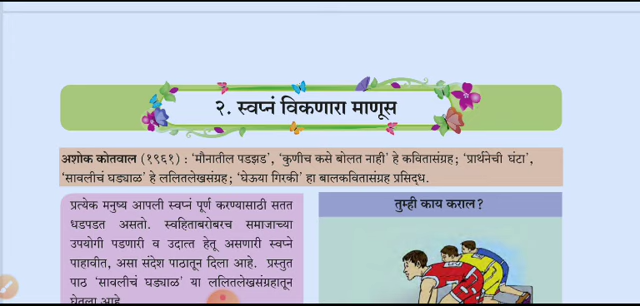 २. स्वप्नं विकणारा माणूस
अशोक कोतवाल (१९६१) : ‘मौनातील पडझड’, ‘कुणीच कसे बोलत नाही’ हे कवितासंग्रह; ‘प्रार्थनेची घंटा’,
‘सावलीचं घड्याळ’ हे ललितलेखसंग्रह; ‘घेऊया गिरकी’ हा बालकवितासंग्रह प्रसिद्ध.
प्रत्येक मनुष्य आपली स्वप्नं पूर्ण करण्यासाठी सतत
धडपडत असतो. स्वहिताबरोबरच समाजाच्या
उपयोगी पडणारी व उदात्त हेतू असणारी स्वप्ने
पाहावीत, असा संदेश पाठातून दिला आहे. प्रस्तुत
पाठ ‘सावलीचं घड्याळ’ या ललितलेखसंग्रहातून
घेतला आहे.
तुम्ही काय कराल?